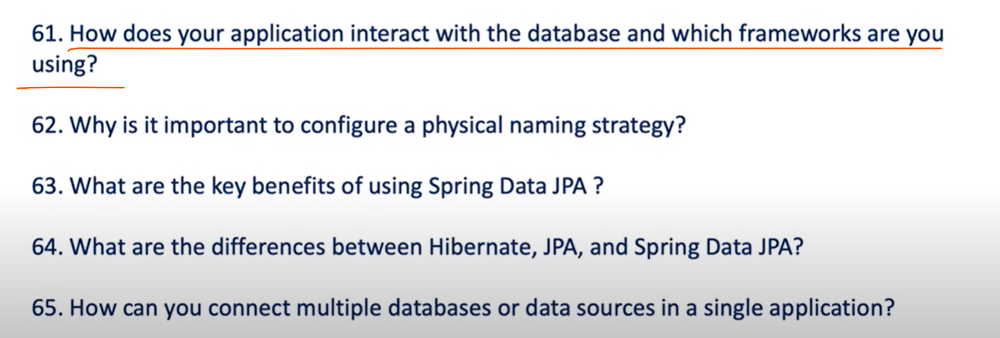 61. How does your application interact with the database and which frameworks are you
using?
62. Why is it important to configure a physical naming strategy?
63. What are the key benefits of using Spring Data JPA ?
64. What are the differences between Hibernate, JPA, and Spring Data JPA?
65. How can you connect multiple databases or data sources in a single application?